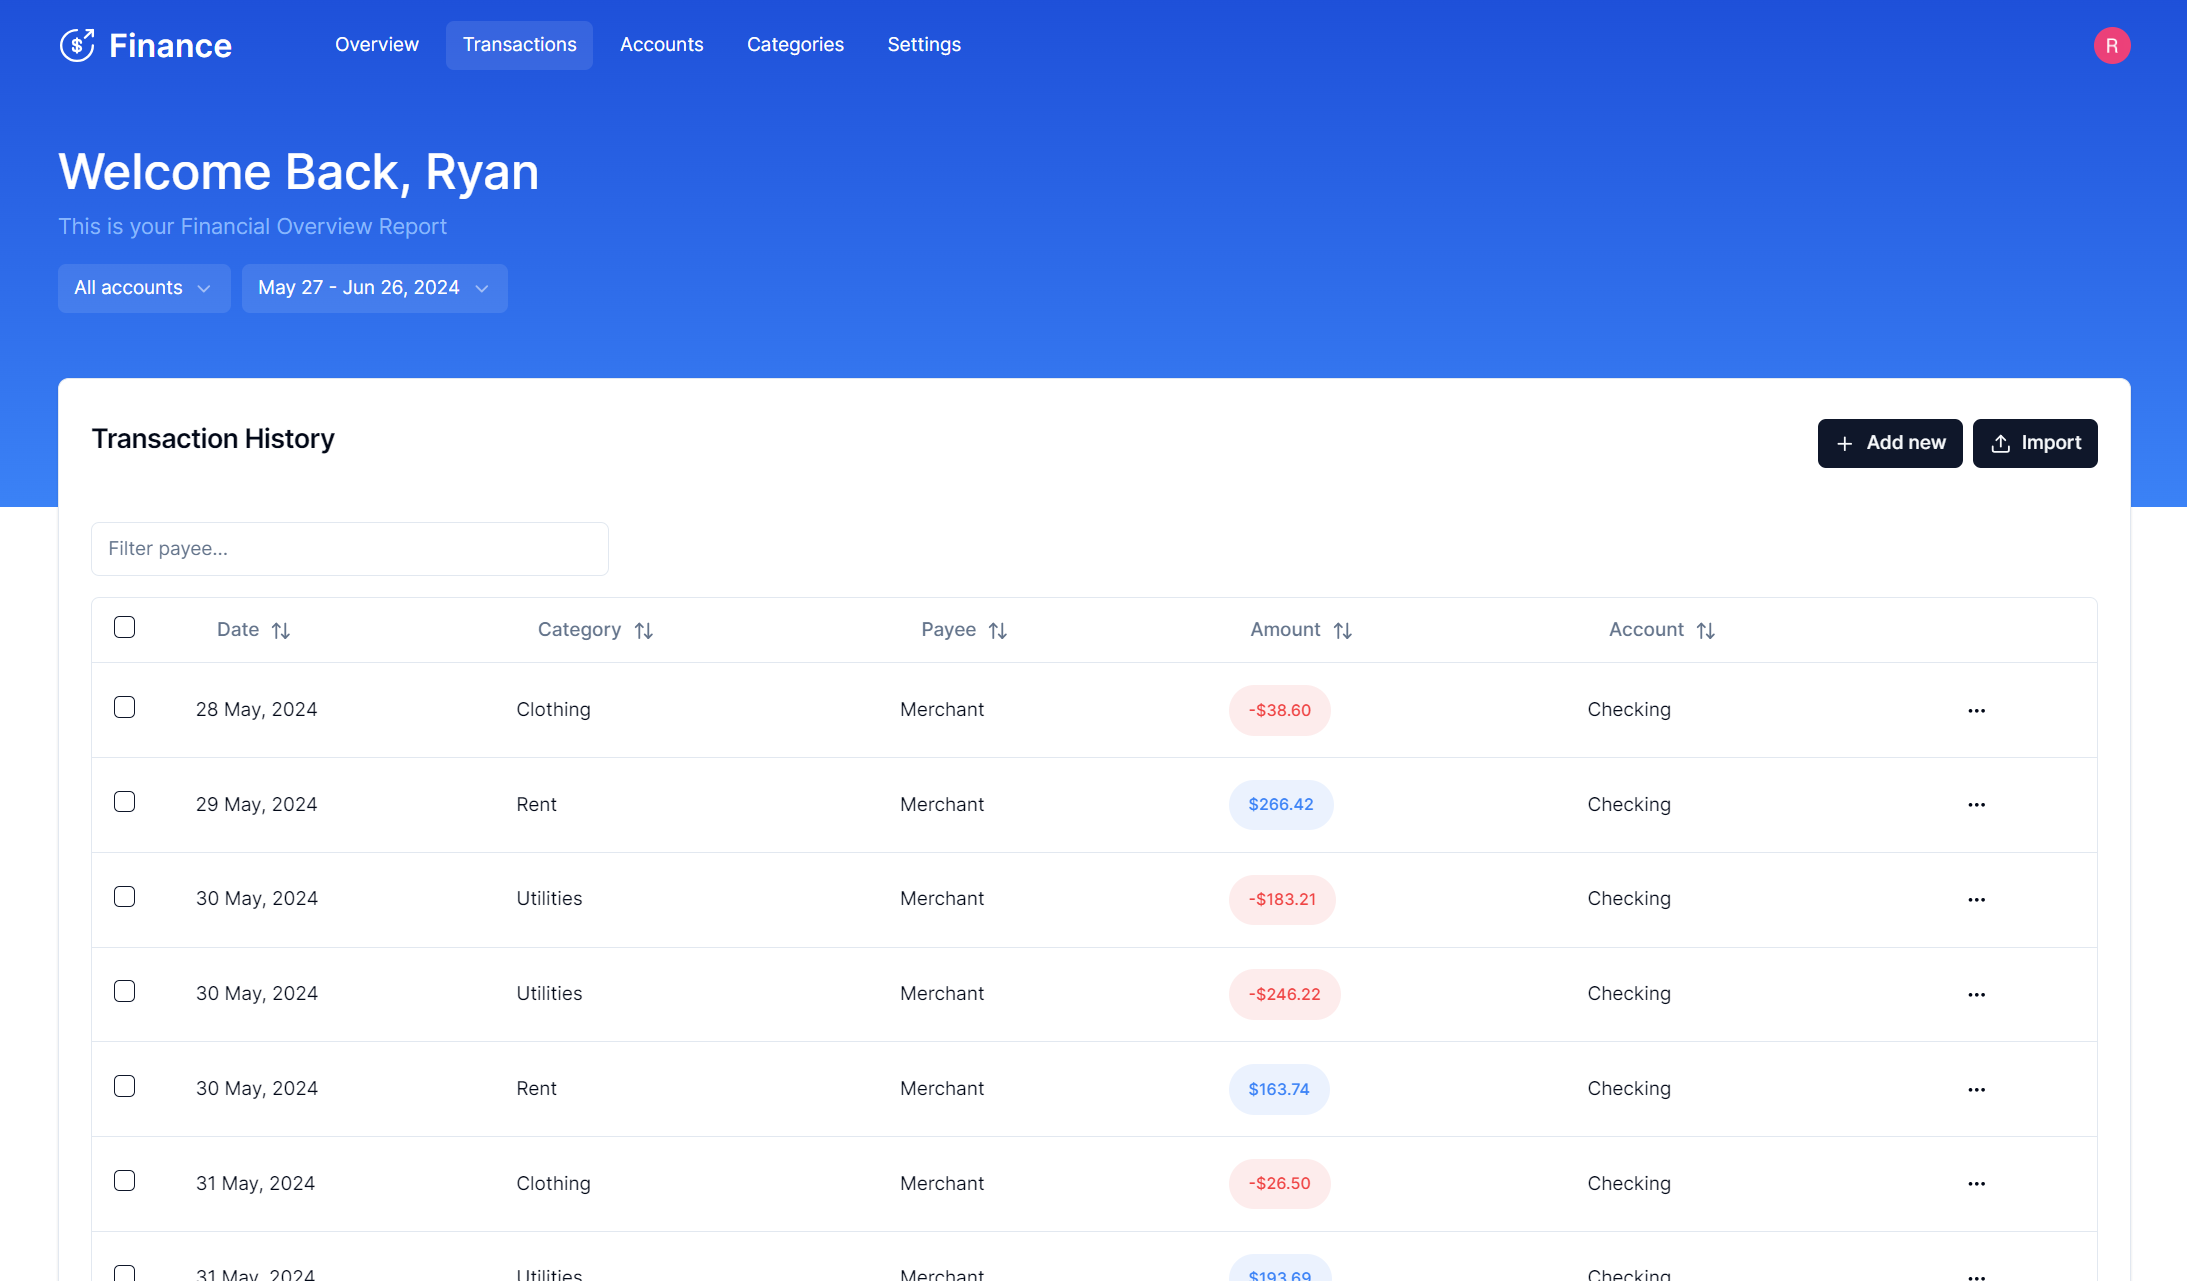 Finance
Overview Transactions Accounts Categories Settings
R
Welcome Back, Ryan
This is your Financial Overview Report
All accounts May 27 - Jun 26, 2024
Transaction History
Add new Import
Filter payee...
Date Category Payee Amount Account
28 May, 2024 Clothing Merchant -$38.60 Checking
29 May, 2024 Rent Merchant $266.42 Checking
30 May, 2024 Utilities Merchant -$183.21 Checking
30 May, 2024 Utilities Merchant -$246.22 Checking
30 May, 2024 Rent Merchant $163.74 Checking
31 May, 2024 Clothing Merchant -$26.50 Checking
31 May, 2024 Utilities Merchant $193.69 Checking